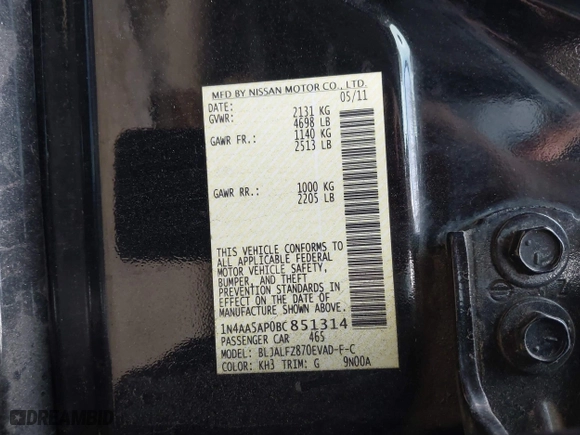 MFD BY NISSAN MOTOR CO., LTD.
DATE: 05/11
GVWR: 2131 KG
4698 LB
GAWR FR.: 1140 KG
2513 LB
GAWR RR.: 1000 KG
2205 LB
THIS VEHICLE CONFORMS TO
ALL APPLICABLE FEDERAL
MOTOR VEHICLE SAFETY,
BUMPER, AND THEFT
PREVENTION STANDARDS IN
EFFECT ON THE DATE OF
MANUFACTURE SHOWN ABOVE.
1N4AA5AP0BC851314
PASSENGER CAR 465
MODEL: BLJALFZ870EVAD-F-C
COLOR: KH3 TRIM: G 9N00A
DREAMBID